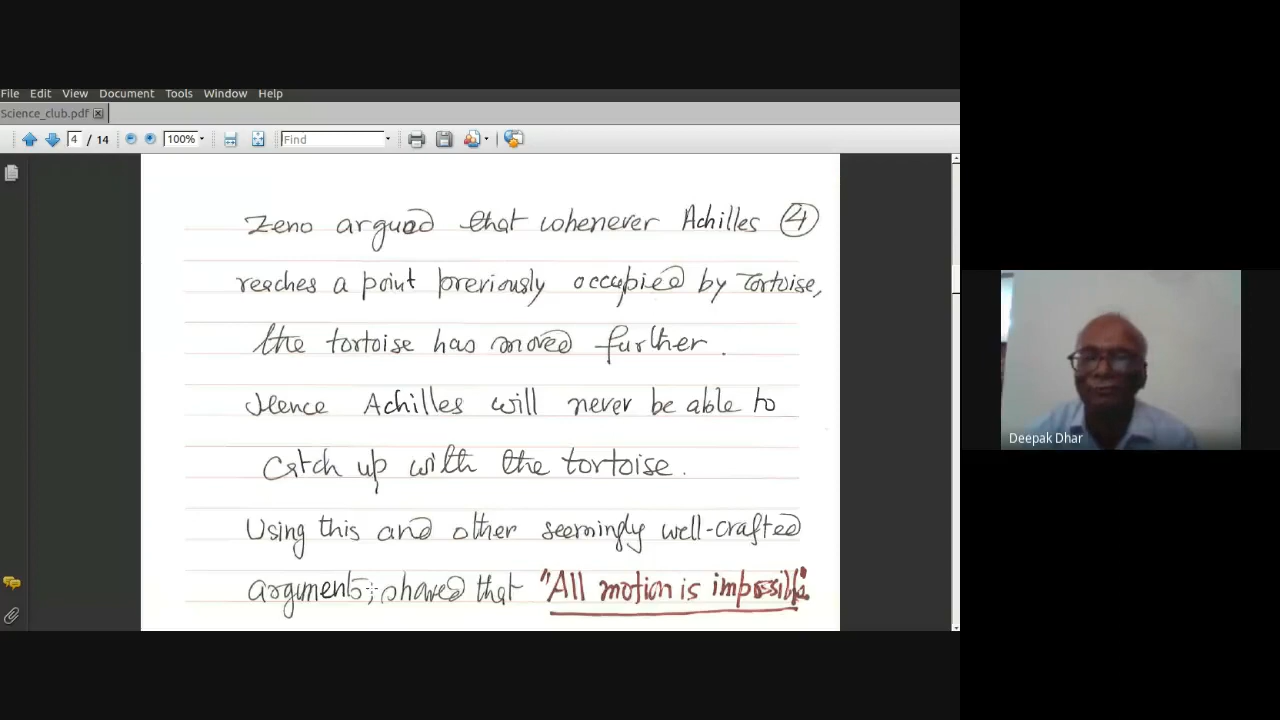 File Edit View Document Tools Window Help
Science_club.pdf
4 / 14 100% Find
Zeno argued that whenever Achilles 4
reaches a point previously occupied by Tortoise,
the tortoise has moved further.
Hence Achilles will never be able to
catch up with the tortoise.
Using this and other seemingly well-crafted
arguments, showed that "All motion is impossible".
Deepak Dhar